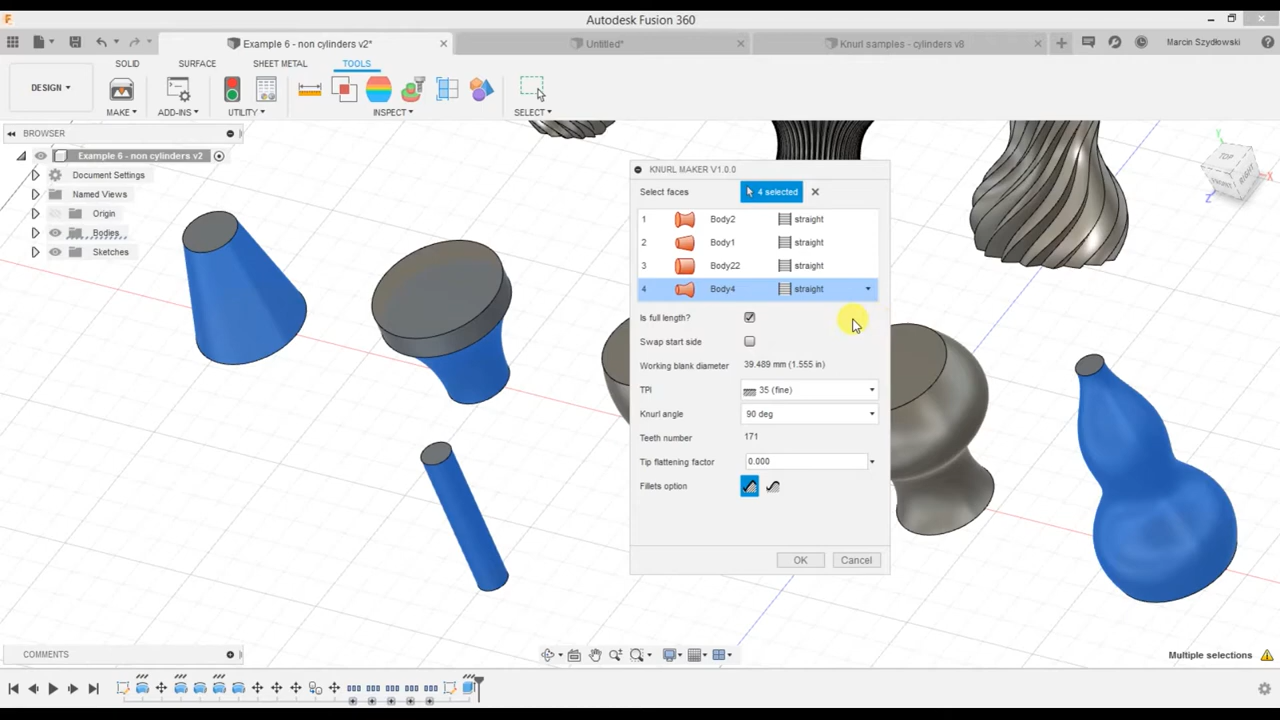 Autodesk Fusion 360
Example 6 - non cylinders v2*
Untitled*
Knurl samples - cylinders v8
Marcin Szydłowski
SOLID
SURFACE
SHEET METAL
TOOLS
DESIGN
MAKE
ADD-INS
UTILITY
INSPECT
SELECT
BROWSER
Example 6 - non cylinders v2
Document Settings
Named Views
Origin
Bodies
Sketches
KNURL MAKER V1.0.0
Select faces 4 selected
1 Body2 straight
2 Body1 straight
3 Body22 straight
4 Body4 straight
Is full length?
Swap start side
Working blank diameter 39.489 mm (1.555 in)
TPI 35 (fine)
Knurl angle 90 deg
Teeth number 171
Tip flattening factor 0.000
Fillets option
OK Cancel
TOP
Y
X
Z
COMMENTS
Multiple selections